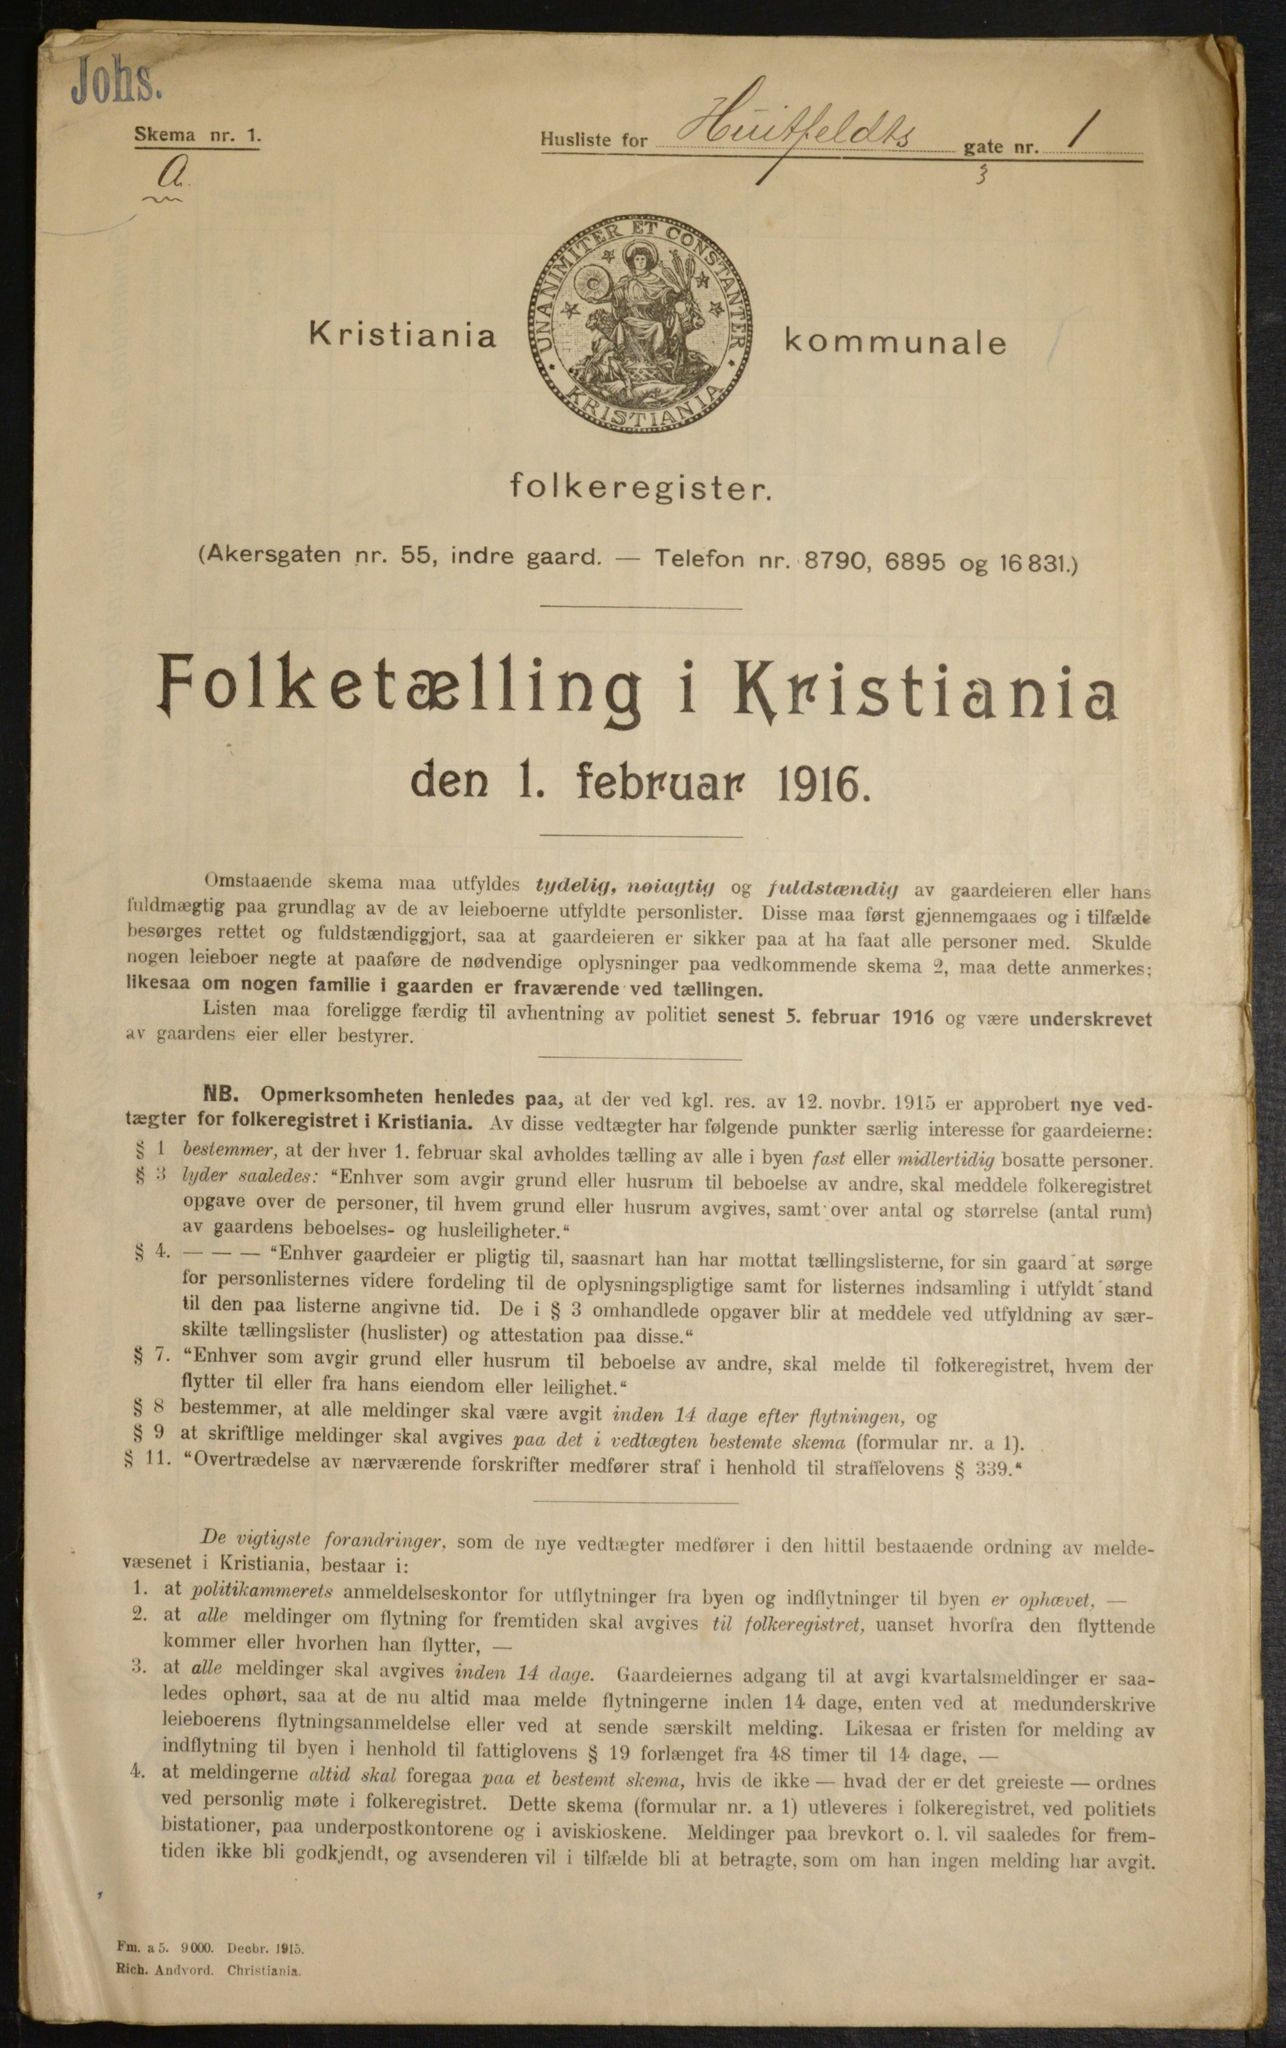 Johs.
Skema nr. 1.
Husliste for Huitfeldts gate nr. 1
a
3
UNANIMITER ET CONSTANTER
KRISTIANIA
Kristiania kommunale
folkeregister.
(Akersgaten nr. 55, indre gaard. — Telefon nr. 8790, 6895 og 16 831.)
Folketælling i Kristiania
den 1. februar 1916.
Omstaaende skema maa utfyldes tydelig, nøiagtig og fuldstændig av gaardeieren eller hans
fuldmægtig paa grundlag av de av leieboerne utfyldte personlister. Disse maa først gjennemgaaes og i tilfælde
besørges rettet og fuldstændiggjort, saa at gaardeieren er sikker paa at ha faat alle personer med. Skulde
nogen leieboer negte at paaføre de nødvendige oplysninger paa vedkommende skema 2, maa dette anmerkes;
likesaa om nogen familie i gaarden er fraværende ved tællingen.
Listen maa foreligge færdig til avhentning av politiet senest 5. februar 1916 og være underskrevet
av gaardens eier eller bestyrer.
NB. Opmerksomheten henledes paa, at der ved kgl. res. av 12. novbr. 1915 er approbert nye ved-
tægter for folkeregistret i Kristiania. Av disse vedtægter har følgende punkter særlig interesse for gaardeierne:
§ 1 bestemmer, at der hver 1. februar skal avholdes tælling av alle i byen fast eller midlertidig bosatte personer.
§ 3 lyder saaledes: "Enhver som avgir grund eller husrum til beboelse av andre, skal meddele folkeregistret
opgave over de personer, til hvem grund eller husrum avgives, samt over antal og størrelse (antal rum)
av gaardens beboelses- og husleiligheter."
§ 4. — — — "Enhver gaardeier er pligtig til, saasnart han har mottat tællingslisterne, for sin gaard at sørge
for personlisternes videre fordeling til de oplysningspligtige samt for listernes indsamling i utfyldt stand
til den paa listerne angivne tid. De i § 3 omhandlede opgaver blir at meddele ved utfyldning av sær-
skilte tællingslister (huslister) og attestation paa disse."
§ 7. "Enhver som avgir grund eller husrum til beboelse av andre, skal melde til folkeregistret, hvem der
flytter til eller fra hans eiendom eller leilighet."
§ 8 bestemmer, at alle meldinger skal være avgit inden 14 dage efter flytningen, og
§ 9 at skriftlige meldinger skal avgives paa det i vedtægten bestemte skema (formular nr. a 1).
§ 11. "Overtrædelse av nærværende forskrifter medfører straf i henhold til straffelovens § 339."
De vigtigste forandringer, som de nye vedtægter medfører i den hittil bestaaende ordning av melde-
væsenet i Kristiania, bestaar i:
1. at politikammerets anmeldelseskontor for utflytninger fra byen og indflytninger til byen er ophævet, —
2. at alle meldinger om flytning for fremtiden skal avgives til folkeregistret, uanset hvorfra den flyttende
kommer eller hvorhen han flytter, —
3. at alle meldinger skal avgives inden 14 dage. Gaardeiernes adgang til at avgi kvartalsmeldinger er saa-
ledes ophørt, saa at de nu altid maa melde flytningerne inden 14 dage, enten ved at medunderskrive
leieboerens flytningsanmeldelse eller ved at sende særskilt melding. Likesaa er fristen for melding av
indflytning til byen i henhold til fattiglovens § 19 forlænget fra 48 timer til 14 dage, —
4. at meldingerne altid skal foregaa paa et bestemt skema, hvis de ikke — hvad der er det greieste — ordnes
ved personlig møte i folkeregistret. Dette skema (formular nr. a 1) utleveres i folkeregistret, ved politiets
bistationer, paa underpostkontorene og i aviskioskene. Meldinger paa brevkort o. l. vil saaledes for frem-
tiden ikke bli godkjendt, og avsenderen vil i tilfælde bli at betragte, som om han ingen melding har avgit.
Fm. a 5. 9 000. Decbr. 1915.
Rich. Andvord. Christiania.